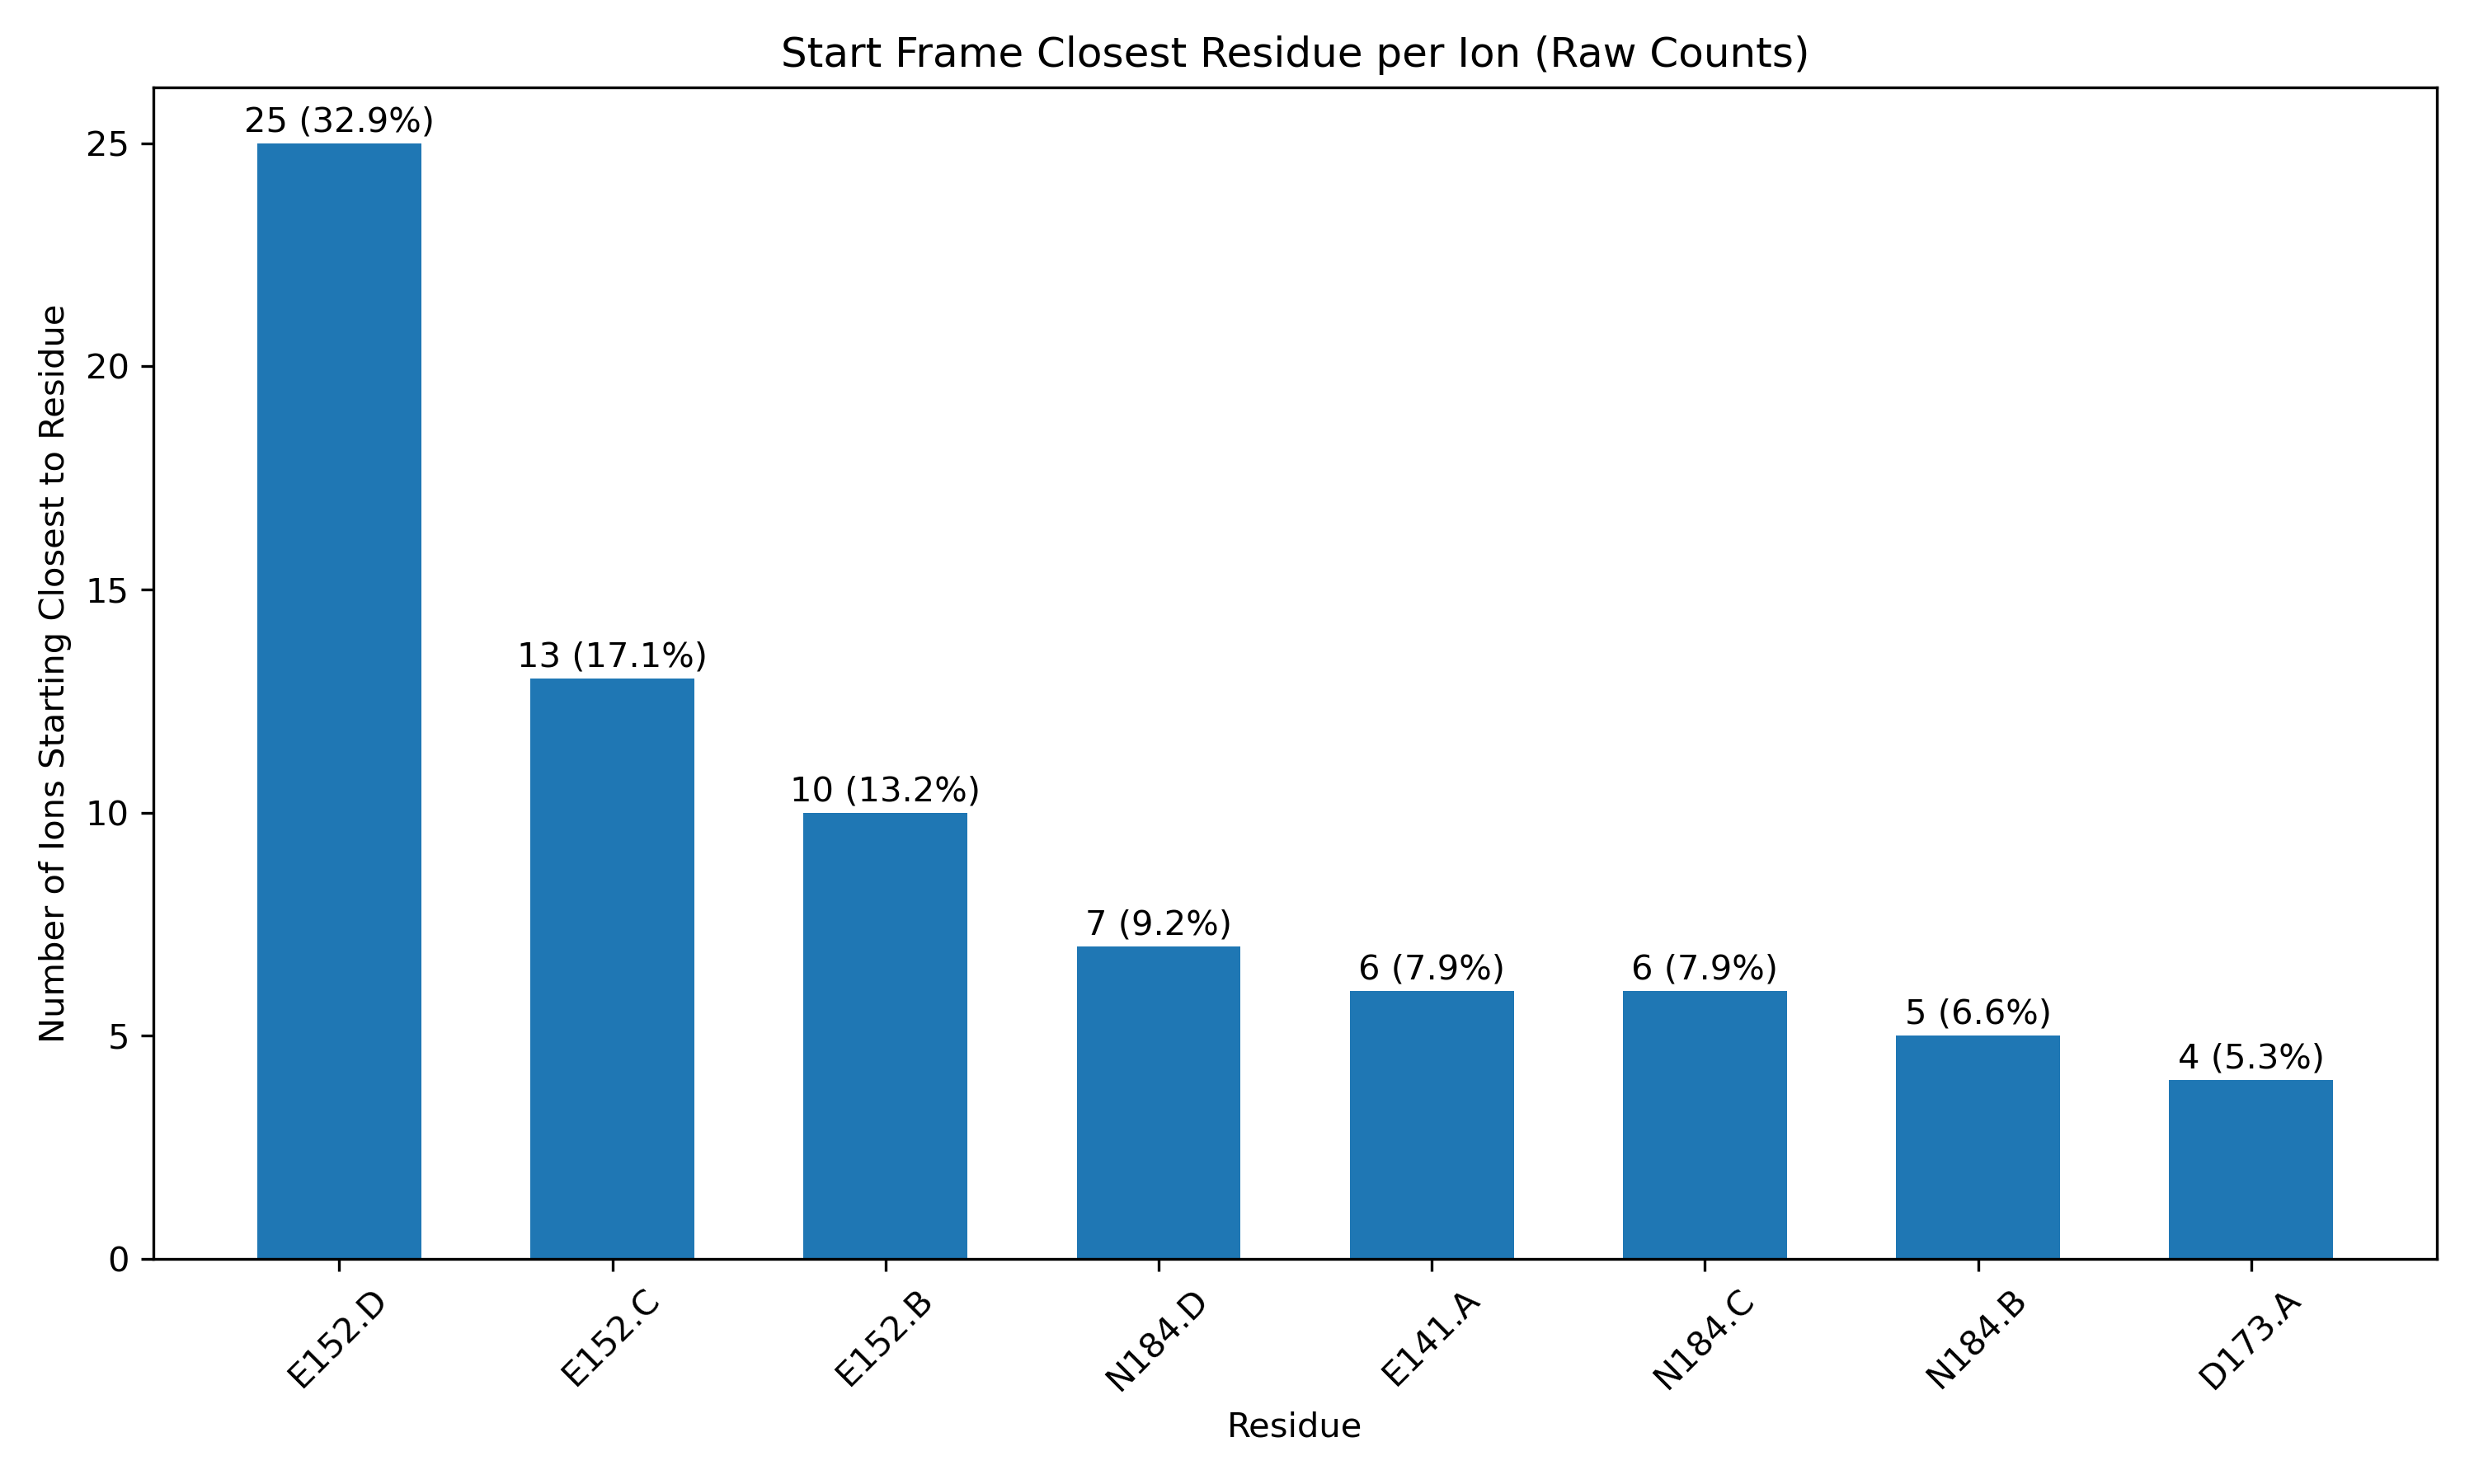 Start Frame Closest Residue per Ion (Raw Counts)
Number of Ions Starting Closest to Residue
25
20
15
10
5
0
25 (32.9%)
13 (17.1%)
10 (13.2%)
7 (9.2%)
6 (7.9%)
6 (7.9%)
5 (6.6%)
4 (5.3%)
E152.D
E152.C
E152.B
N184.D
E141.A
N184.C
N184.B
D173.A
Residue